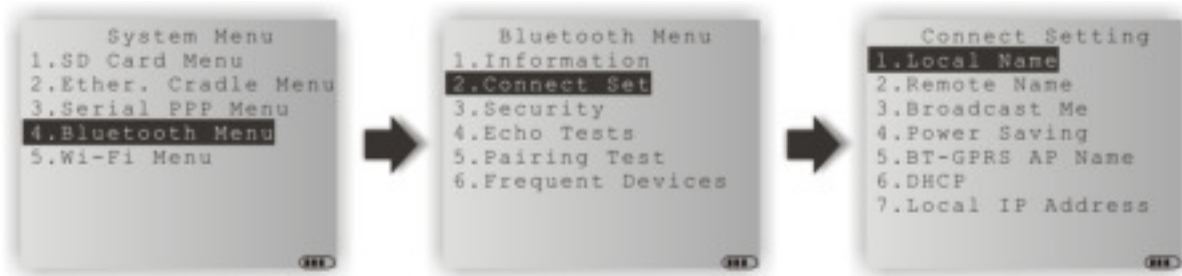 System Menu
1.SD Card Menu
2.Ether. Cradle Menu
3.Serial PPP Menu
4.Bluetooth Menu
5.Wi-Fi Menu
Bluetooth Menu
1.Information
2.Connect Set
3.Security
4.Echo Tests
5.Pairing Test
6.Frequent Devices
Connect Setting
1.Local Name
2.Remote Name
3.Broadcast Me
4.Power Saving
5.BT-GPRS AP Name
6.DHCP
7.Local IP Address